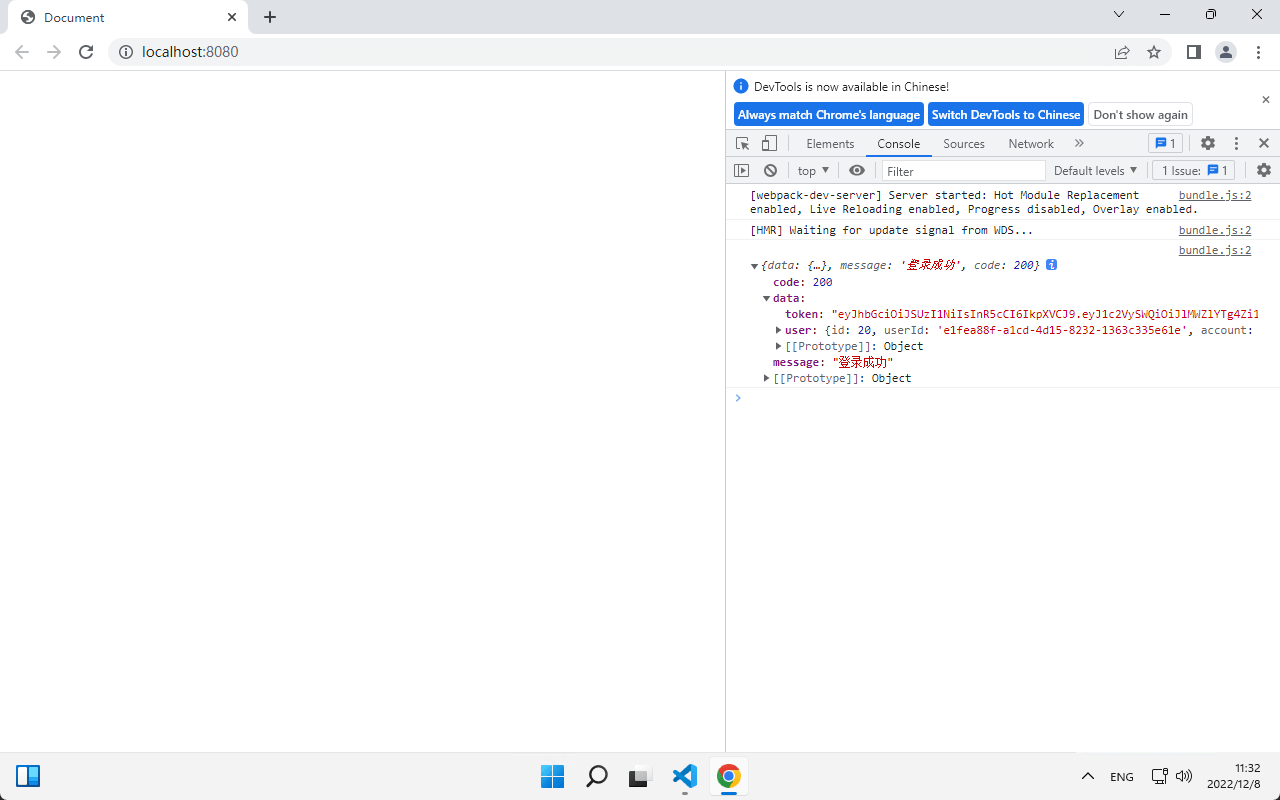 Document
localhost:8080
DevTools is now available in Chinese!
Always match Chrome's language Switch DevTools to Chinese Don't show again
Elements Console Sources Network 1
top Filter Default levels 1 Issue: 1
[webpack-dev-server] Server started: Hot Module Replacement bundle.js:2
enabled, Live Reloading enabled, Progress disabled, Overlay enabled.
[HMR] Waiting for update signal from WDS... bundle.js:2
bundle.js:2
{data: {…}, message: '登录成功', code: 200}
code: 200
data:
token: "eyJhbGciOiJSUzI1NiIsInR5cCI6IkpXVCJ9.eyJ1c2VySWQiOiJlMWZlYTg4Zi1
user: {id: 20, userId: 'e1fea88f-a1cd-4d15-8232-1363c335e61e', account:
[[Prototype]]: Object
message: "登录成功"
[[Prototype]]: Object
ENG
11:32
2022/12/8